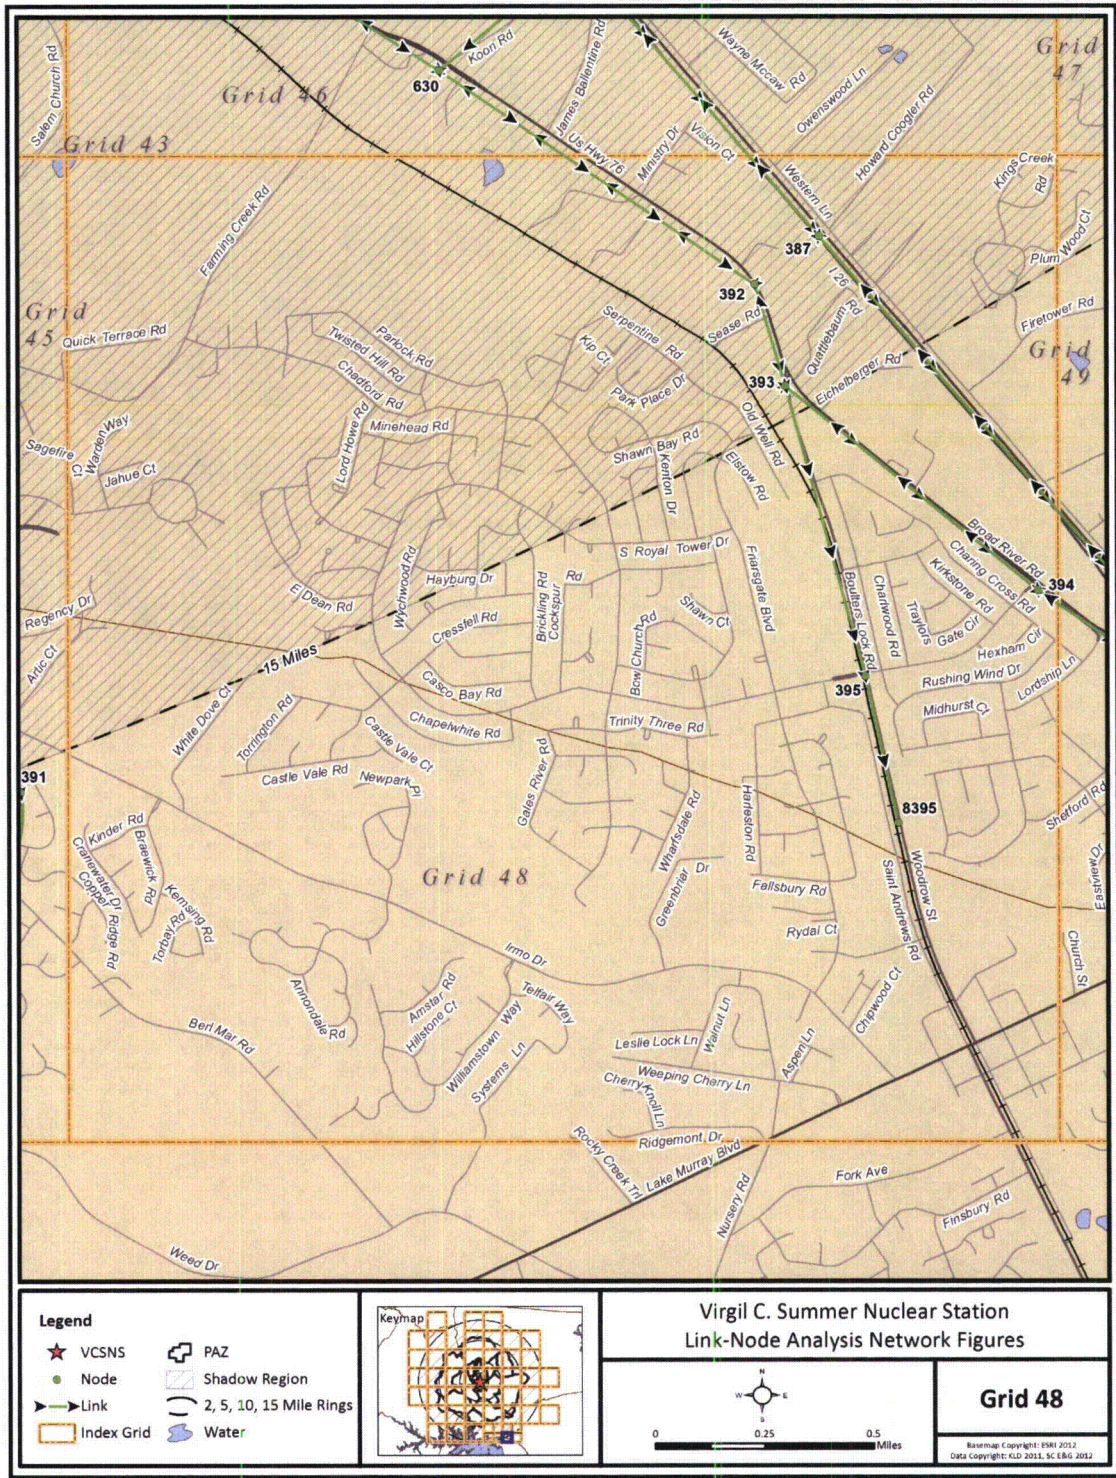 Salem Church Rd
Grid 46
630
Koon Rd
James Ballentine Rd
Wayne Mccaw Rd
Owenswood Ln
Grid 47
Grid 43
Us Hwy 76
Ministry Dr
Vision Ct
Howard Coogler Rd
Western Ln
Kings Creek Rd
Farming Creek Rd
387
Plum Wood Ct
I 26
392
Grid 45
Quick Terrace Rd
Twisted Hill Rd
Parlock Rd
Chadford Rd
Serpentine Rd
Kip Ct
Sease Rd
Quattlebaum Rd
Firetower Rd
Grid 49
393
Eichelberger Rd
Park Place Dr
Lord Howe Rd
Minehead Rd
Old Well Rd
Sagefire Ct
Warden Way
Jahue Ct
Shawn Bay Rd
Kenton Dr
Elstow Rd
S Royal Tower Dr
Friarsgate Blvd
Broad River Rd
Charing Cross Rd
394
Kirkstone Rd
Regency Dr
Artic Ct
E Dean Rd
Wychwood Rd
Hayburg Dr
Cressfell Rd
Brickling Rd
Cockspur Rd
Bow Church Rd
Shawn Ct
Boulters Lock Rd
Charlwood Rd
Traylors Gate Cir
Hexham Cir
Rushing Wind Dr
Lordship Ln
15 Miles
White Dove Ct
Torrington Rd
Casco Bay Rd
Chapelwhite Rd
Trinity Three Rd
395
Midhurst Ct
391
Castle Vale Ct
Castle Vale Rd
Newpark Pl
Gales River Rd
Wharfsdale Rd
Harleston Rd
8395
Shetford Rd
Kinder Rd
Braewick Rd
Cranewater Dr
Copper Ridge Rd
Kemsing Rd
Torbay Rd
Grid 48
Greenbriar Dr
Fallsbury Rd
Rydal Ct
Saint Andrews Rd
Woodrow St
Eastview Dr
Church St
Irmo Dr
Annondale Rd
Berl Mar Rd
Amstar Rd
Hillstone Ct
Telfair Way
Williamstown Way
Systems Ln
Leslie Lock Ln
Walnut Ln
Aspen Ln
Chipwood Ct
Weeping Cherry Ln
Cherry Knoll Ln
Ridgemont Dr
Rocky Creek Trl
Lake Murray Blvd
Nursery Rd
Fork Ave
Finsbury Rd
Weed Dr
Legend
VCSNS
PAZ
Node
Shadow Region
Link
2, 5, 10, 15 Mile Rings
Index Grid
Water
Keymap
Virgil C. Summer Nuclear Station
Link-Node Analysis Network Figures
N
W E
S
0 0.25 0.5
Miles
Grid 48
Basemap Copyright: ESRI 2012
Data Copyright: KLD 2011, SC E&G 2012